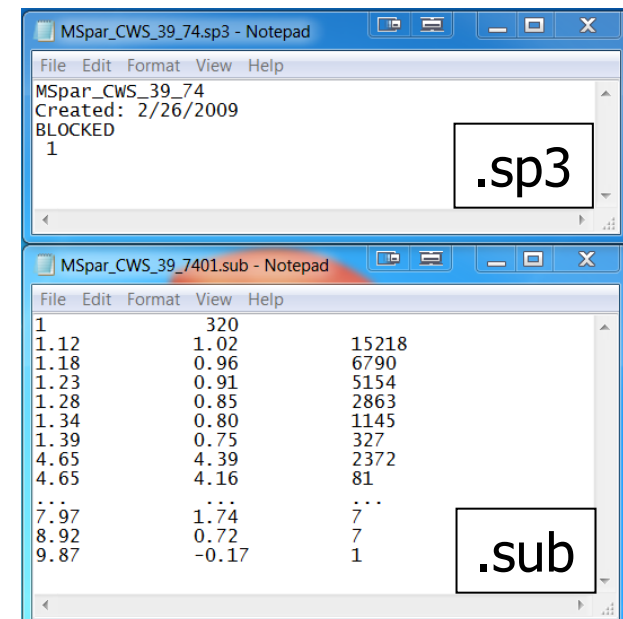 MSpar_CWS_39_74.sp3 - Notepad
File Edit Format View Help
MSpar_CWS_39_74
Created: 2/26/2009
BLOCKED
1
.sp3
MSpar_CWS_39_7401.sub - Notepad
File Edit Format View Help
1 320
1.12 1.02 15218
1.18 0.96 6790
1.23 0.91 5154
1.28 0.85 2863
1.34 0.80 1145
1.39 0.75 327
4.65 4.39 2372
4.65 4.16 81
... ... ...
7.97 1.74 7
8.92 0.72 7
9.87 -0.17 1
.sub